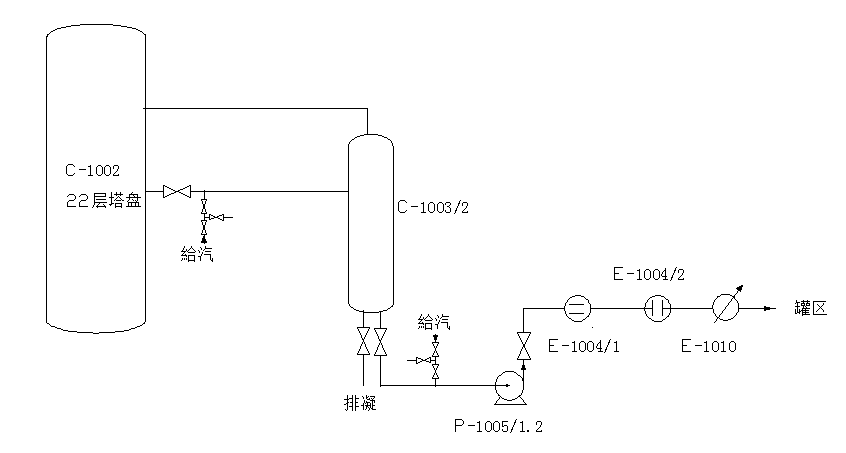 C-1002
22层塔盘
给汽
C-1003/2
排凝
给汽
P-1005/1.2
E-1004/1
E-1004/2
E-1010
罐区